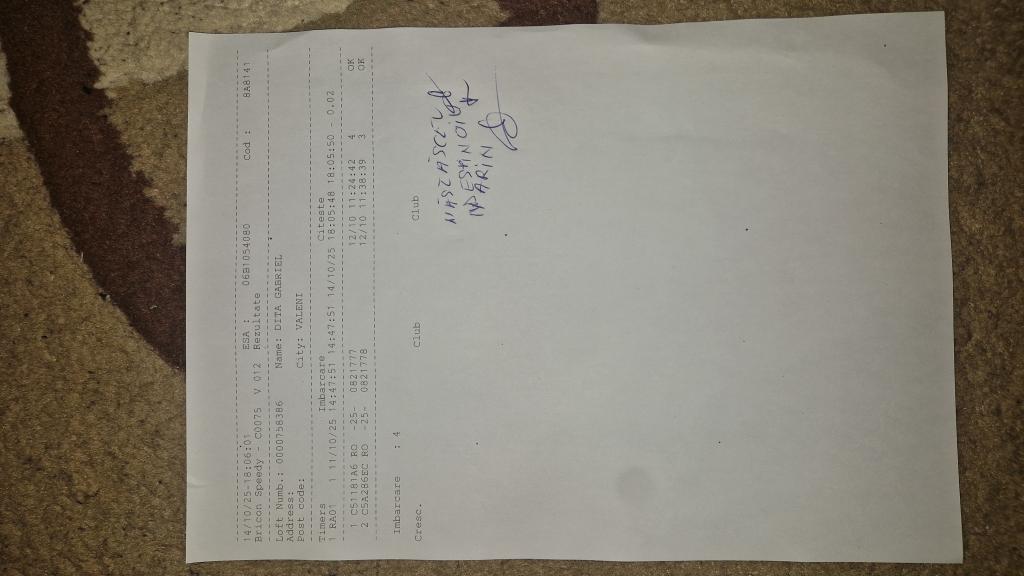 14/10/25-18:06:01 ESA : 06B1054080 Cod : 8A8141
Bricon Speedy - C0075 V 012 Rezultate
Loft Numb.: 0000758386 Name: DITA GABRIEL
Address:
Post code: City: VALENI
Timers Imbarcare Citeste
1 RA01 1 11/10/25 14:47:51 14:47:51 14/10/25 18:05:48 18:05:50 0.02
1 C51181A6 RO -25- 0821777 12/10 11:24:42 4 OK
2 C5A286EC RO -25- 0821778 12/10 11:38:39 3 OK
Imbarcare : 4
Cresc. Club Club
MARIN